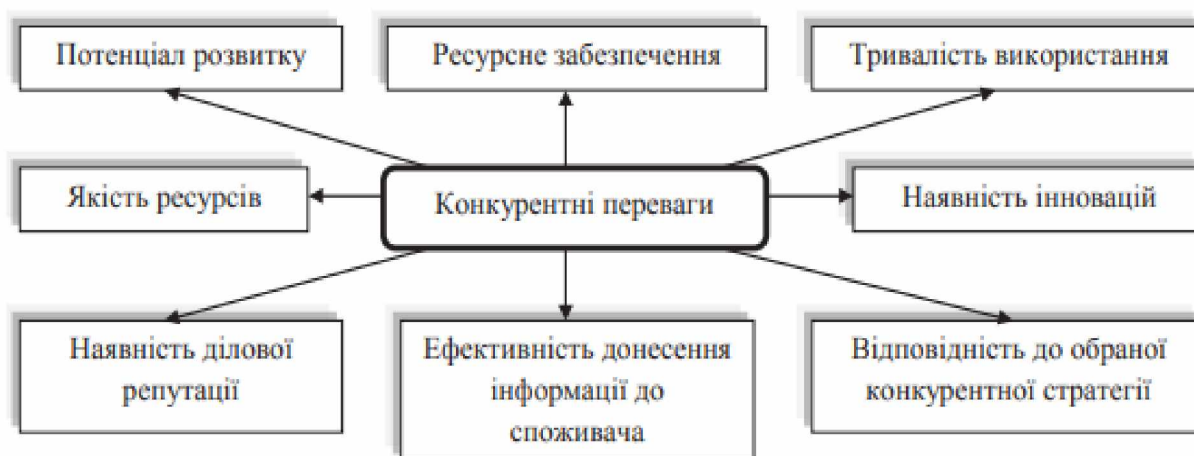 Потенціал розвитку
Ресурсне забезпечення
Тривалість використання
Якість ресурсів
Конкурентні переваги
Наявність інновацій
Наявність ділової
репутації
Ефективність донесення
інформації до
споживача
Відповідність до обраної
конкурентної стратегії